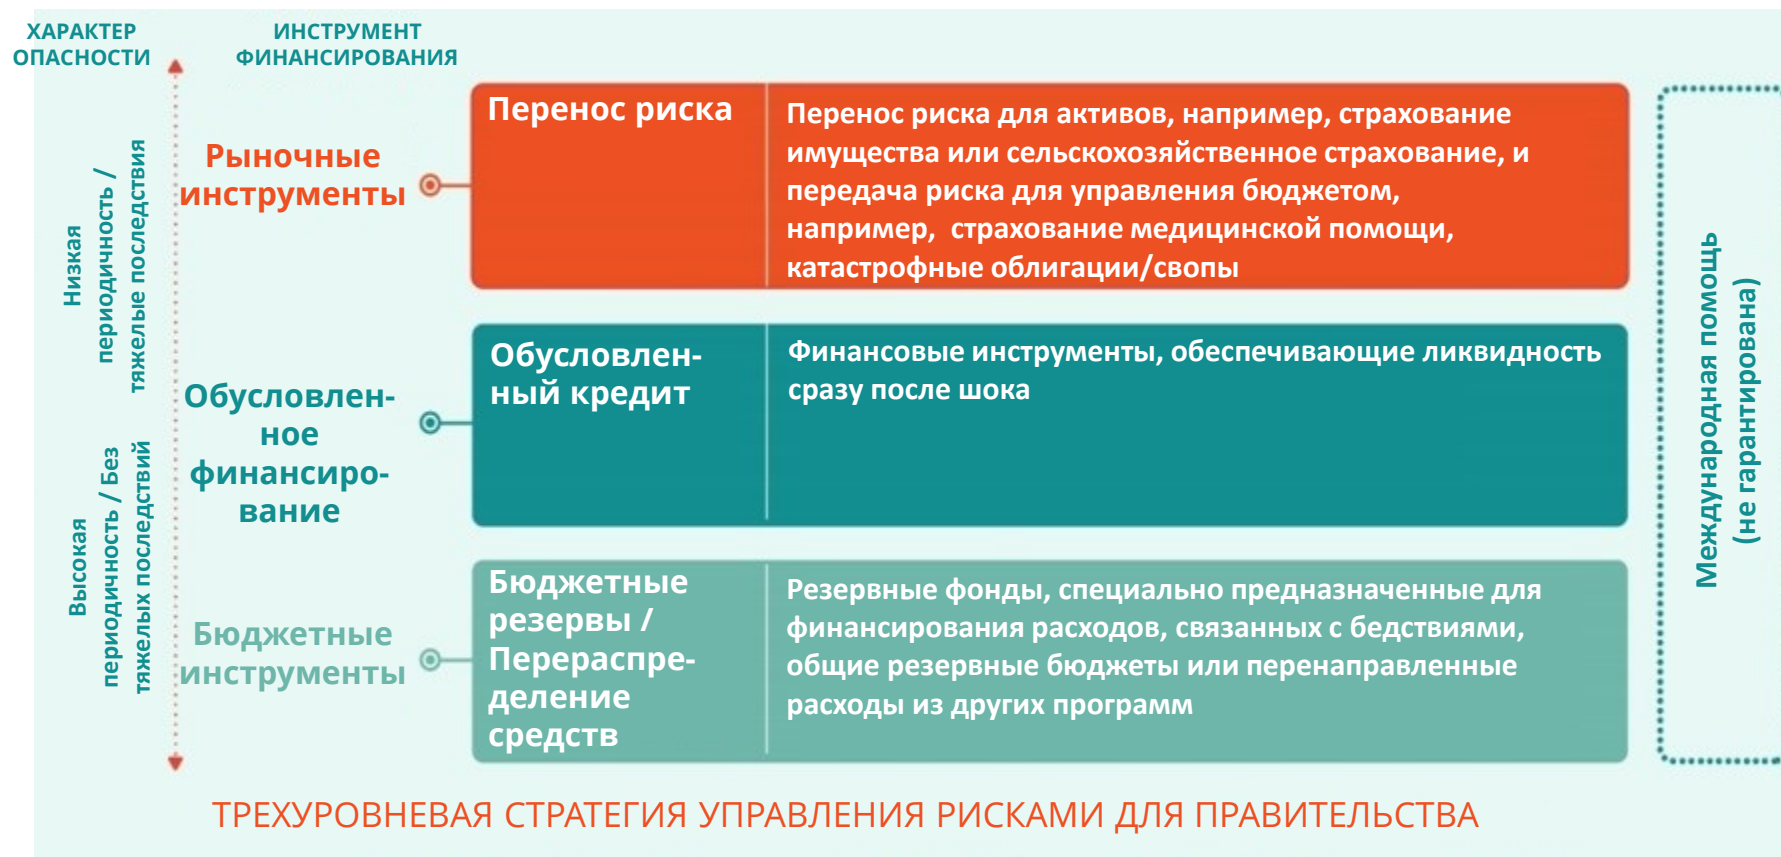 ХАРАКТЕР
ОПАСНОСТИ
ИНСТРУМЕНТ
ФИНАНСИРОВАНИЯ
Низкая
периодичность /
тяжелые последствия
Высокая
периодичность / Без
тяжелых последствий
Рыночные
инструменты
Перенос риска
Перенос риска для активов, например, страхование
имущества или сельскохозяйственное страхование, и
передача риска для управления бюджетом,
например, страхование медицинской помощи,
катастрофные облигации/свопы
Обусловлен-
ное
финансиро-
вание
Обусловлен-
ный кредит
Финансовые инструменты, обеспечивающие ликвидность
сразу после шока
Бюджетные
инструменты
Бюджетные
резервы /
Перераспре-
деление
средств
Резервные фонды, специально предназначенные для
финансирования расходов, связанных с бедствиями,
общие резервные бюджеты или перенаправленные
расходы из других программ
Международная помощь
(не гарантирована)
ТРЕХУРОВНЕВАЯ СТРАТЕГИЯ УПРАВЛЕНИЯ РИСКАМИ ДЛЯ ПРАВИТЕЛЬСТВА